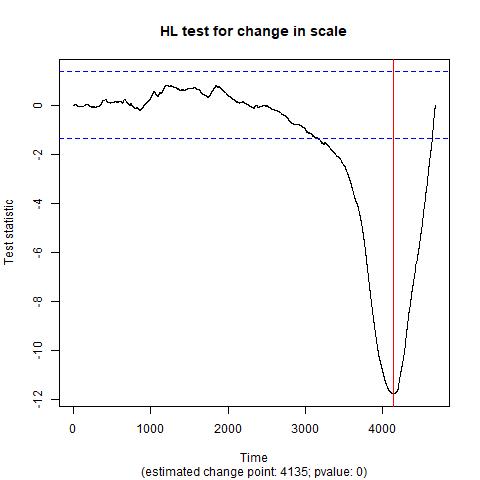 HL test for change in scale
Test statistic
0
-2
-4
-6
-8
-10
-12
0 1000 2000 3000 4000
Time
(estimated change point: 4135; pvalue: 0)